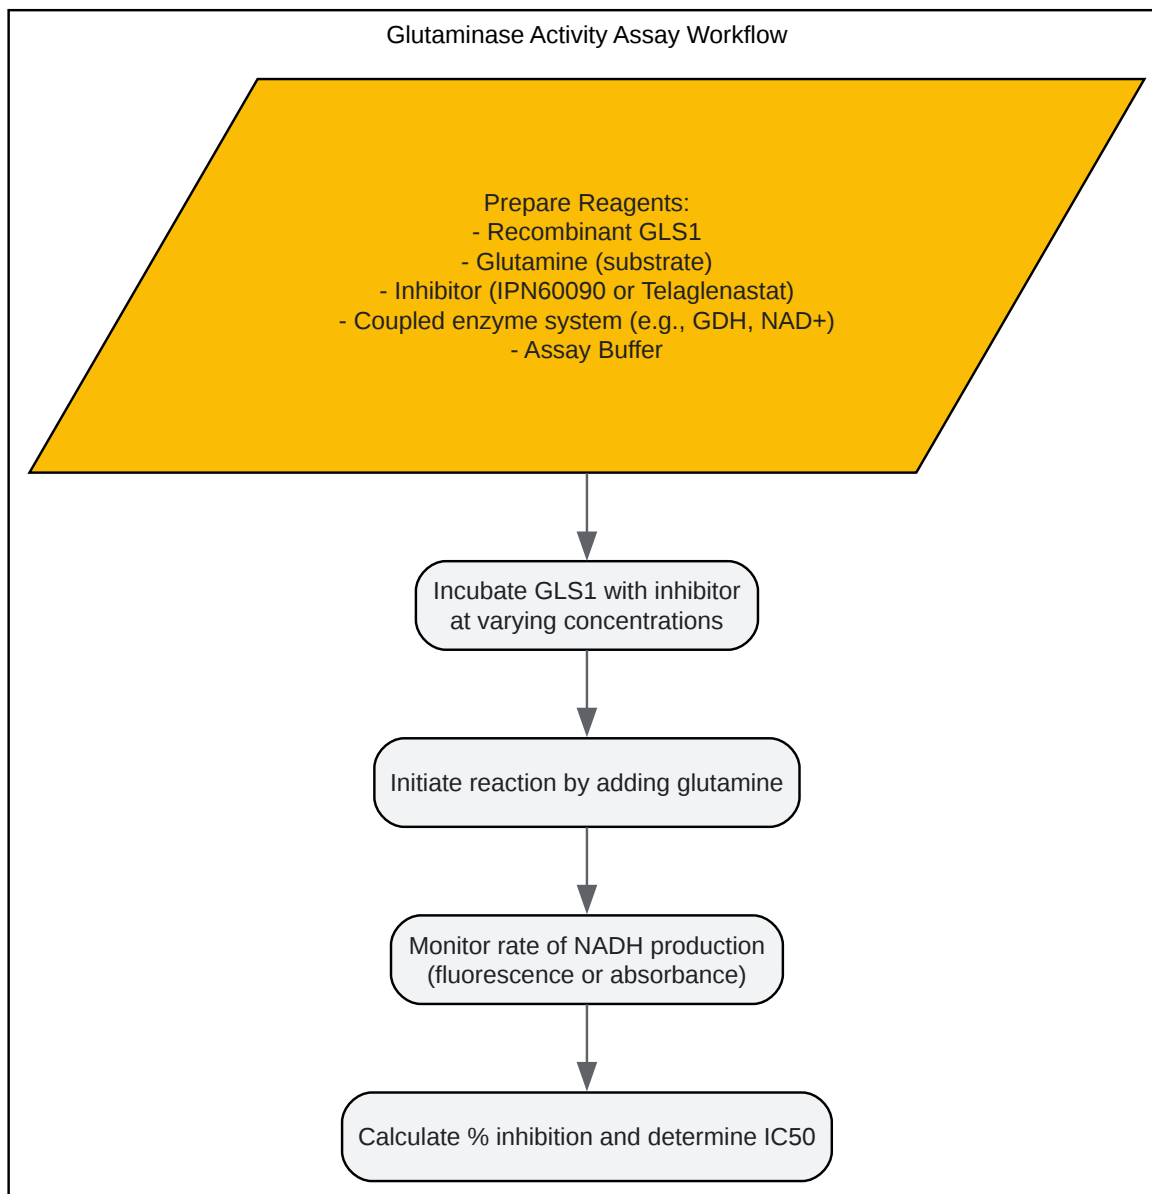 Glutaminase Activity Assay Workflow
Prepare Reagents:
- Recombinant GLS1
- Glutamine (substrate)
- Inhibitor (IPN60090 or Telaglenastat)
- Coupled enzyme system (e.g., GDH, NAD+)
- Assay Buffer
Incubate GLS1 with inhibitor
at varying concentrations
Initiate reaction by adding glutamine
Monitor rate of NADH production
(fluorescence or absorbance)
Calculate % inhibition and determine IC50